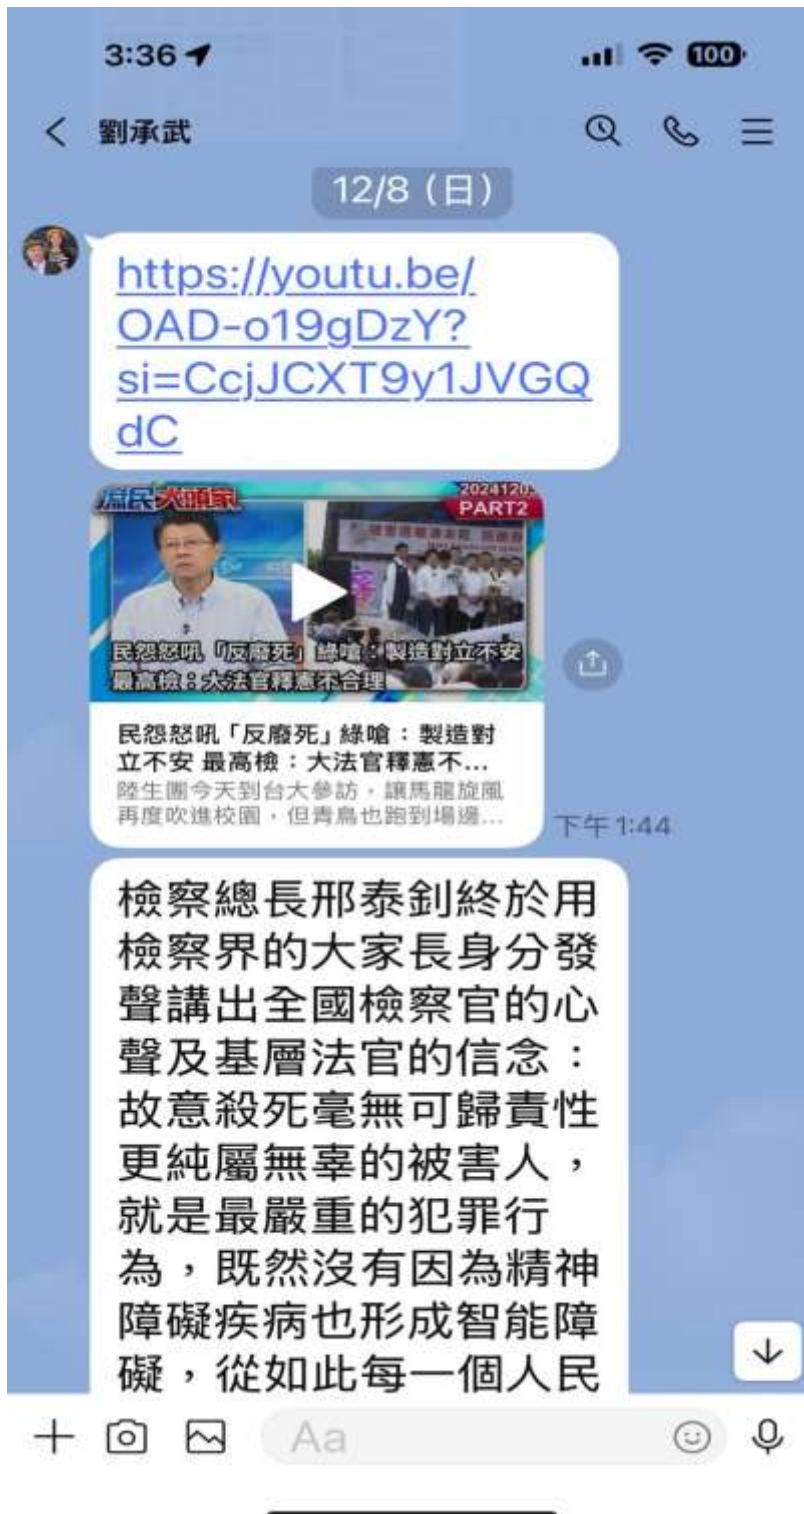 3:36
100
劉承武
12/8（日）
https://youtu.be/
OAD-o19gDzY?
si=CcjJCXT9y1JVGQ
dC
庶民大頭家
2024120
PART2
民怨怒吼「反廢死」綠嗆：製造對立不安
最高檢：大法官釋憲不合理
民怨怒吼「反廢死」綠嗆：製造對
立不安 最高檢：大法官釋憲不...
陸生團今天到台大參訪，讓馬龍旋風
再度吹進校園，但青鳥也跑到場邊...
下午 1:44
檢察總長邢泰釗終於用
檢察界的大家長身分發
聲講出全國檢察官的心
聲及基層法官的信念：
故意殺死毫無可歸責性
更純屬無辜的被害人，
就是最嚴重的犯罪行
為，既然沒有因為精神
障礙疾病也形成智能障
礙，從如此每一個人民
Aa